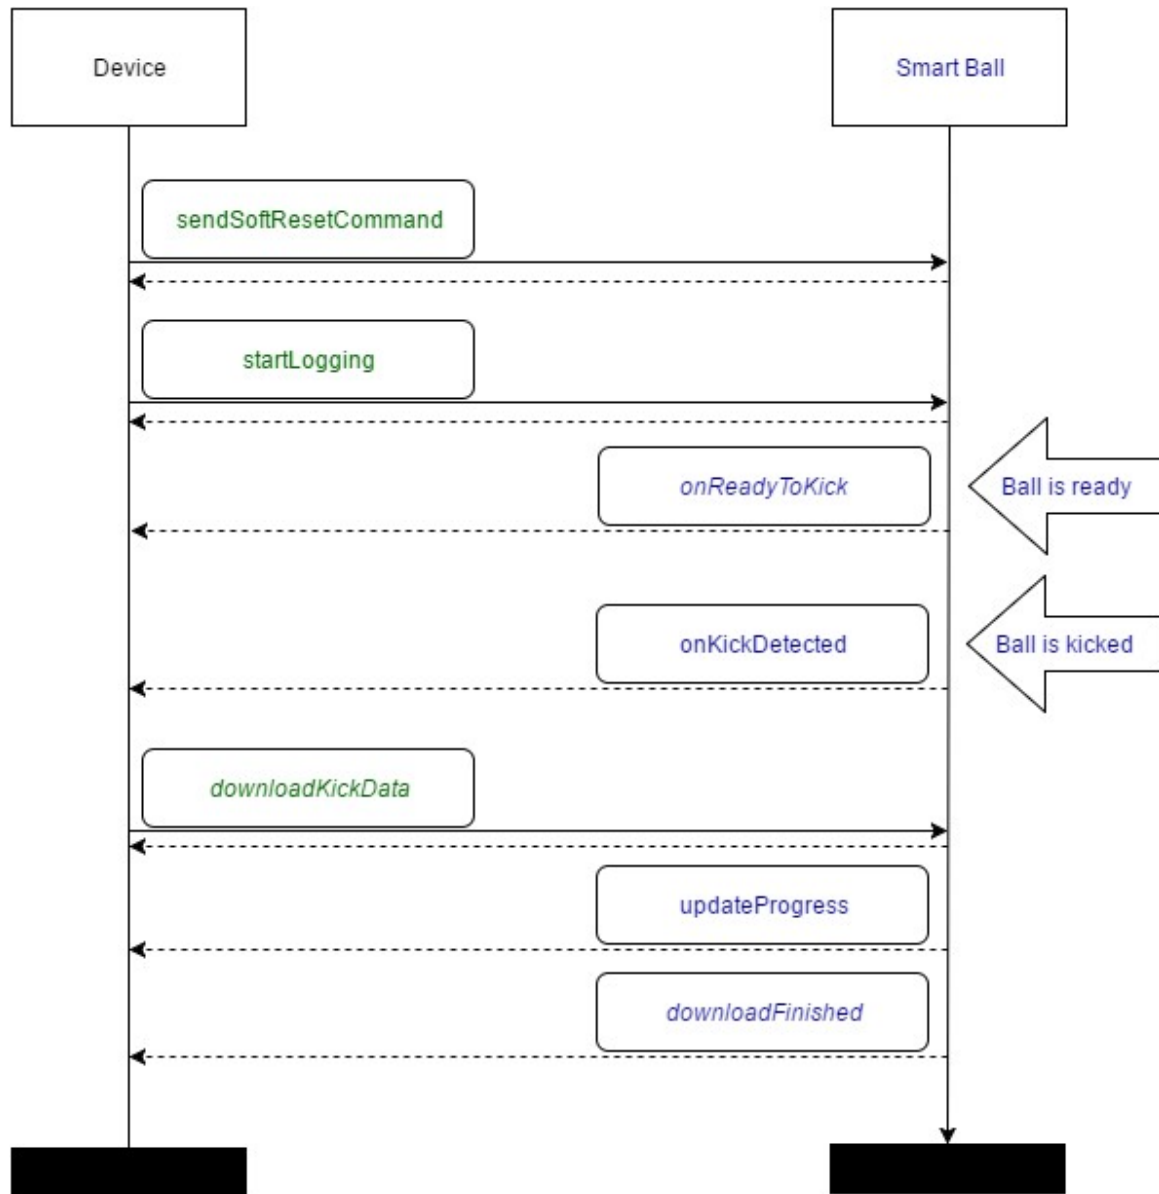 Device
Smart Ball
sendSoftResetCommand
startLogging
onReadyToKick
Ball is ready
onKickDetected
Ball is kicked
downloadKickData
updateProgress
downloadFinished